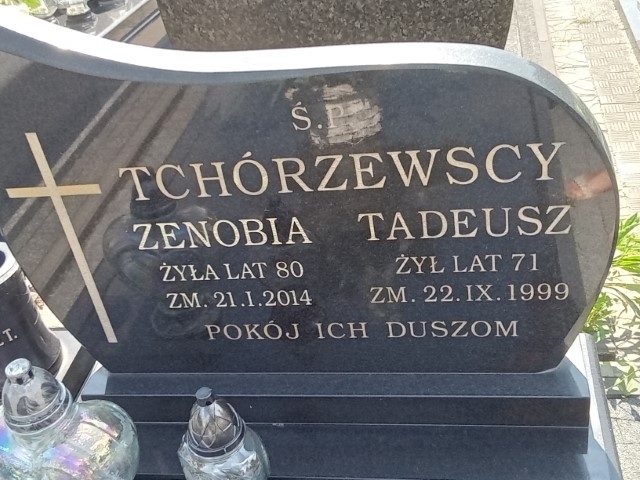 Ś.P.
TCHÓRZEWSCY
ZENOBIA TADEUSZ
ŻYŁA LAT 80 ŻYŁ LAT 71
ZM. 21.I.2014 ZM. 22.IX.1999
POKÓJ ICH DUSZOM